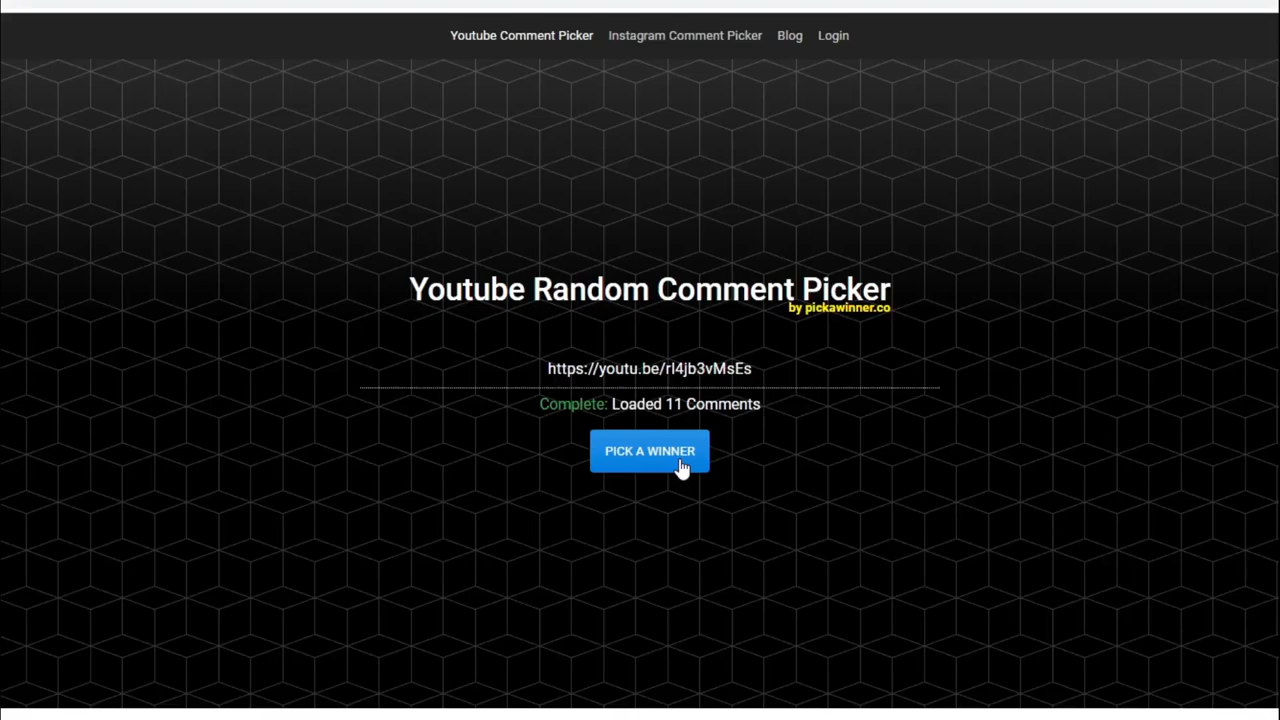 Youtube Comment Picker Instagram Comment Picker Blog Login
Youtube Random Comment Picker
by pickawinner.co
https://youtu.be/rl4jb3vMsEs
Complete: Loaded 11 Comments
PICK A WINNER